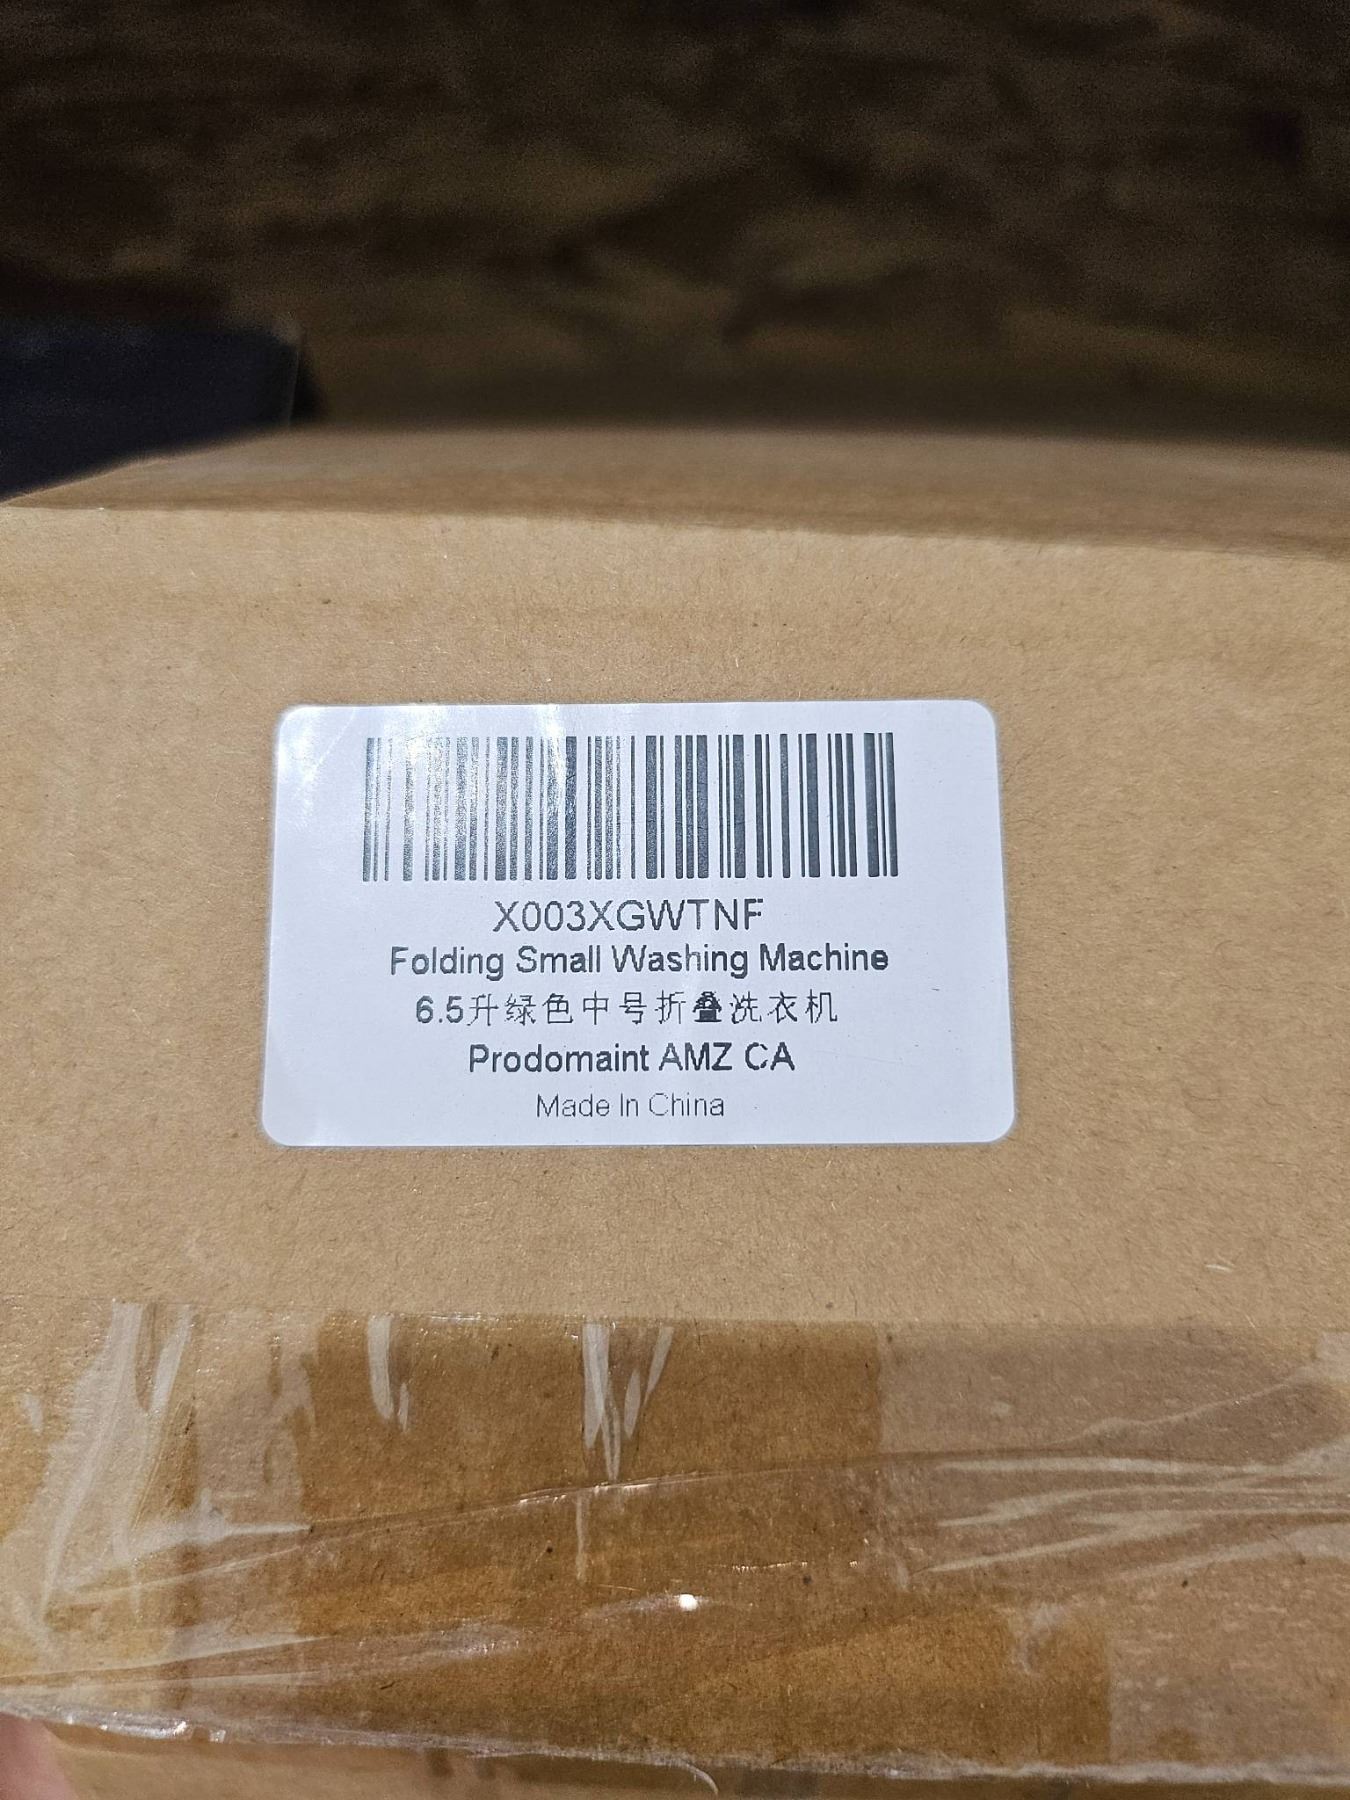 X003XGWTNF
Folding Small Washing Machine
6.5升绿色中号折叠洗衣机
Prodomaint AMZ CA
Made In China